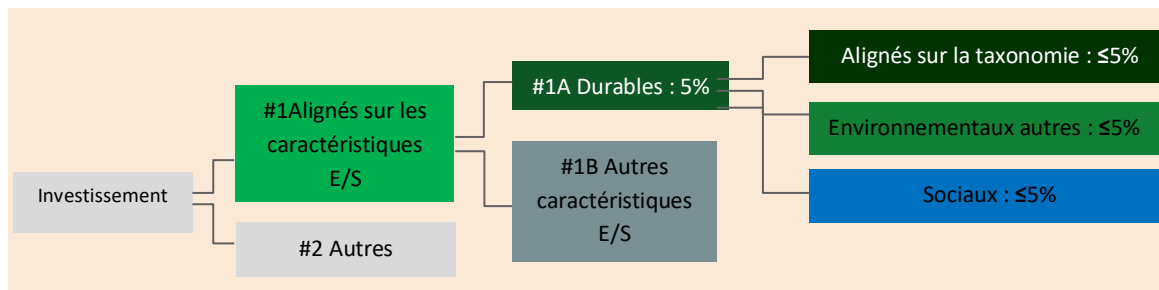 Investissement
#1Alignés sur les
caractéristiques
E/S
#2 Autres
#1A Durables : 5%
#1B Autres
caractéristiques
E/S
Alignés sur la taxonomie : ≤5%
Environnementaux autres : ≤5%
Sociaux : ≤5%